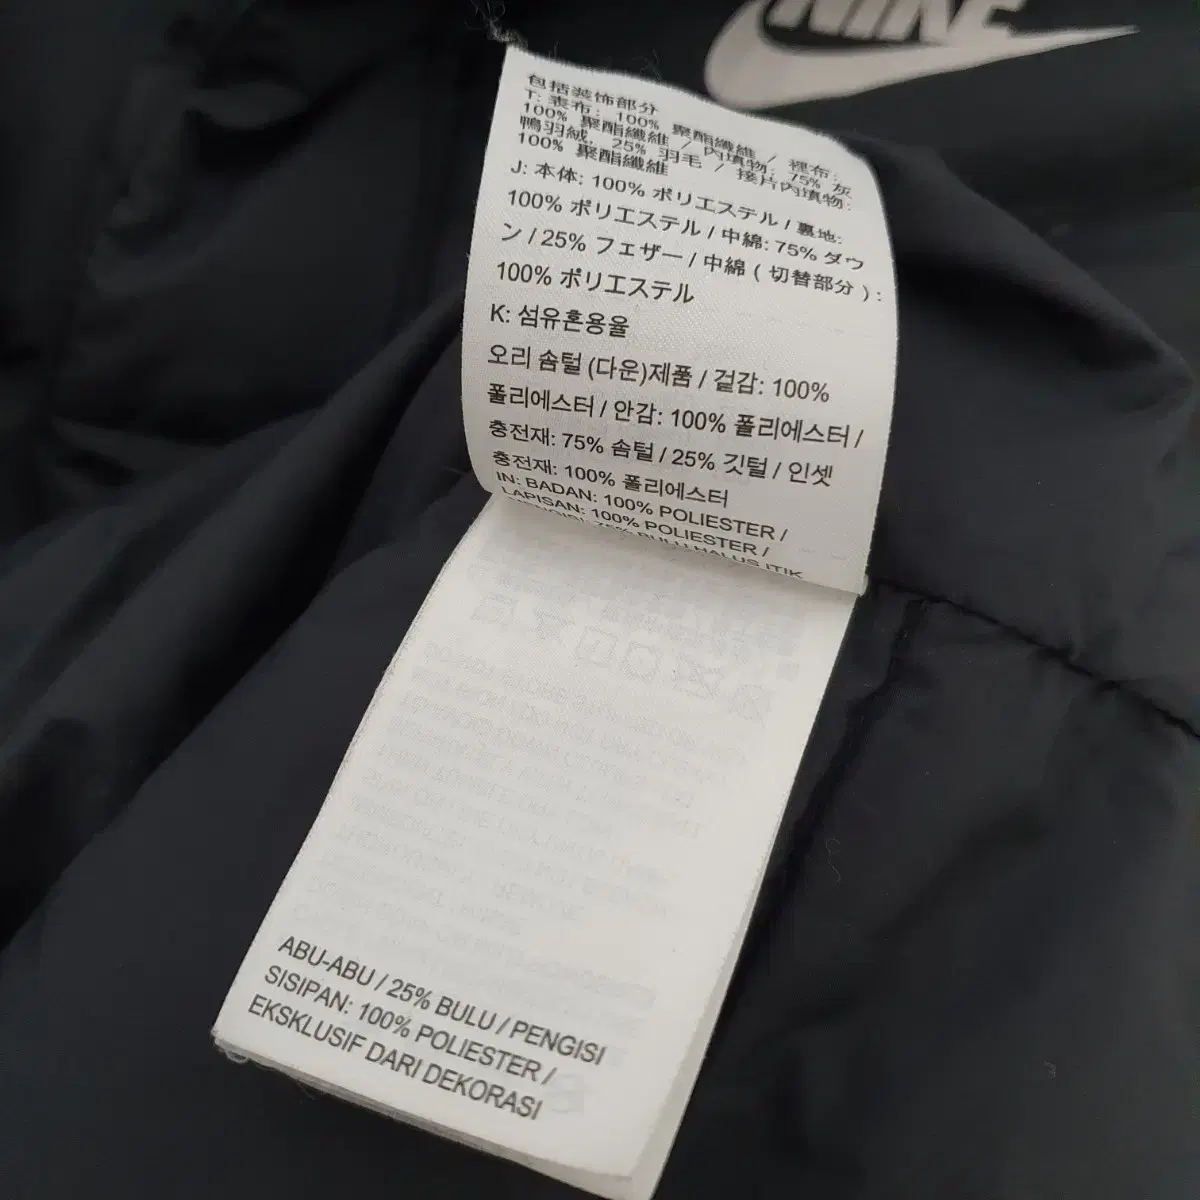 NIKE
包括装饰部分
T: 表布: 100% 聚酯纖維 / 裡布:
100% 聚酯纖維 / 內填物: 75% 灰
鴨羽絨, 25% 羽毛 / 接片內填物:
100% 聚酯纖維
J: 本体: 100% ポリエステル / 裏地:
100% ポリエステル / 中綿: 75% ダウ
ン / 25% フェザー / 中綿 ( 切替部分 ) :
100% ポリエステル
K: 섬유혼용율
오리 솜털 (다운)제품 / 겉감: 100%
폴리에스터 / 안감: 100% 폴리에스터 /
충전재: 75% 솜털 / 25% 깃털 / 인셋
충전재: 100% 폴리에스터
IN: BADAN: 100% POLIESTER /
LAPISAN: 100% POLIESTER /
75% BULU HALUS ITIK
ABU-ABU / 25% BULU / PENGISI
SISIPAN: 100% POLIESTER /
EKSKLUSIF DARI DEKORASI